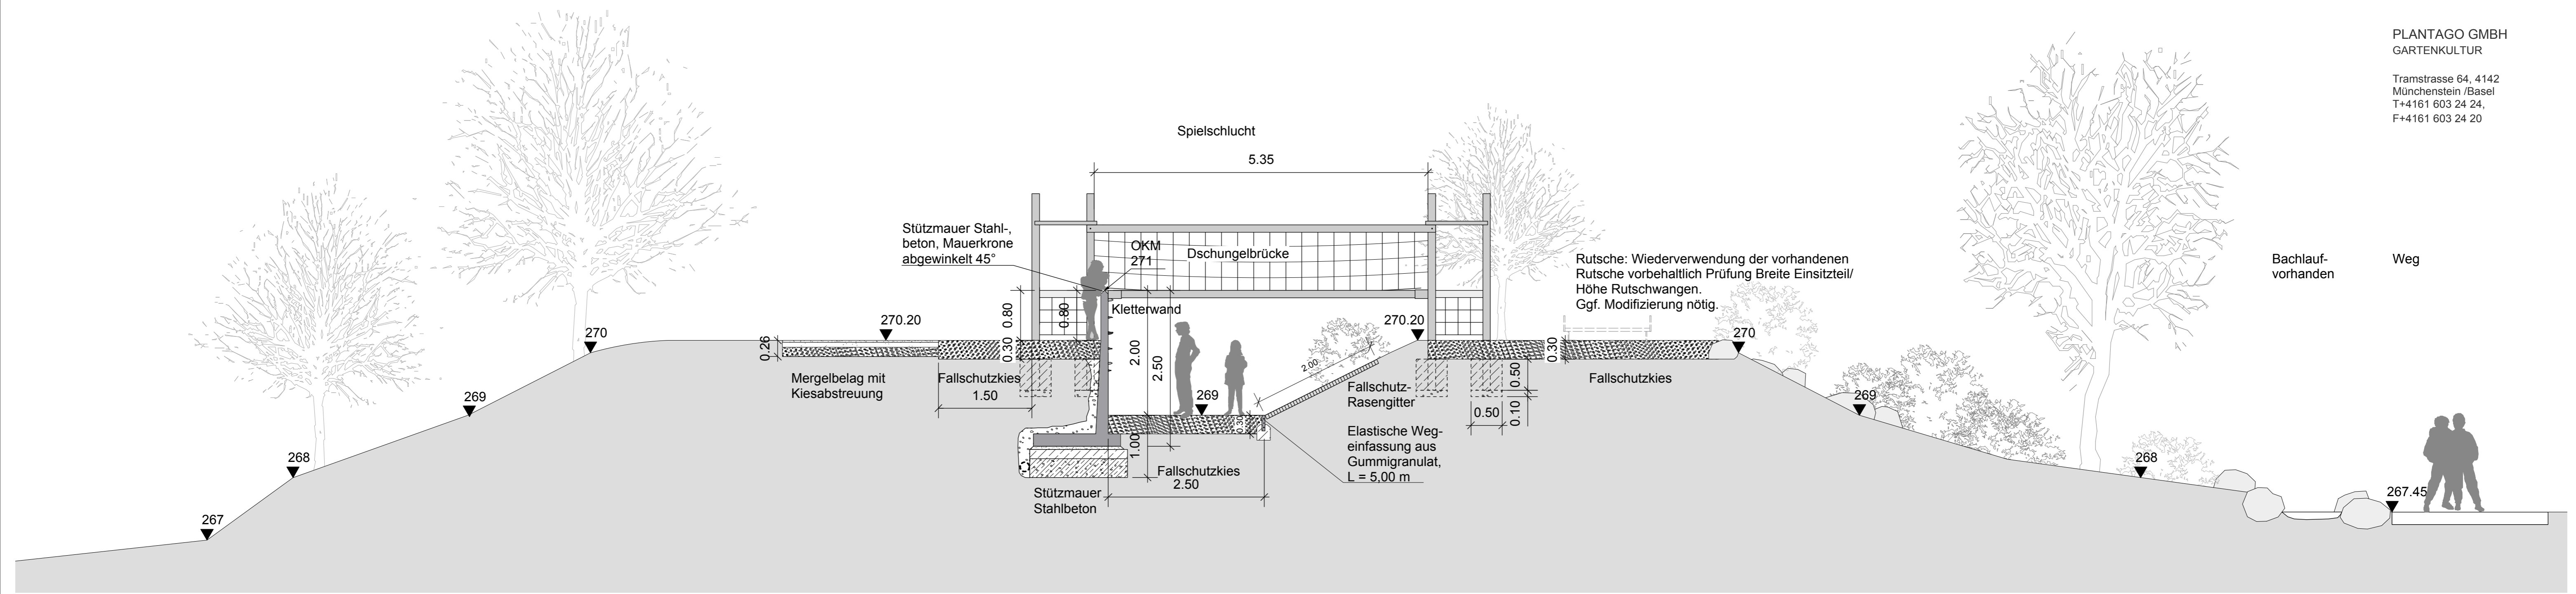 PLANTAGO GMBH
GARTENKULTUR
Tramstrasse 64, 4142
Münchenstein /Basel
T+4161 603 24 24,
F+4161 603 24 20
Spielschlucht
5.35
Stützmauer Stahl-,
beton, Mauerkrone
abgewinkelt 45°
OKM
271
Dschungelbrücke
Rutsche: Wiederverwendung der vorhandenen
Rutsche vorbehaltlich Prüfung Breite Einsitzteil/
Höhe Rutschwangen.
Ggf. Modifizierung nötig.
Bachlauf-
vorhanden
Weg
Kletterwand
0.80
0.80
270.20
270.20
270
270
0.26
0.30
2.00
2.50
2.00
0.30
Mergelbelag mit
Kiesabstreuung
Fallschutzkies
1.50
Fallschutz-
Rasengitter
0.50
0.10
0.50
Fallschutzkies
269
269
269
0.30
1.00
Elastische Weg-
einfassung aus
Gummigranulat,
L = 5,00 m
268
268
Fallschutzkies
2.50
Stützmauer
Stahlbeton
267
267.45